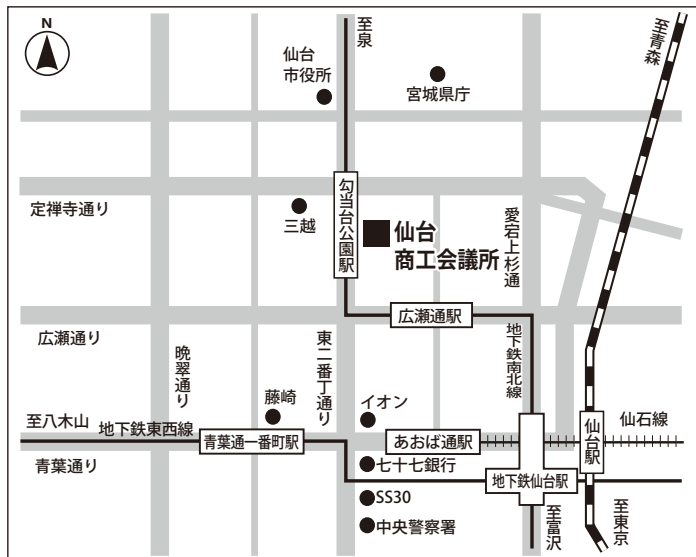 N
至泉
至青森
仙台
市役所
宮城県庁
定禅寺通り
三越
勾当台公園駅
仙台
商工会議所
愛宕上杉通
広瀬通り
広瀬通駅
晩翠通り
東二番丁通り
地下鉄南北線
藤崎
イオン
至八木山
地下鉄東西線
青葉通一番町駅
あおば通駅
仙台駅
仙石線
青葉通り
七十七銀行
地下鉄仙台駅
SS30
中央警察署
至富沢
至東京